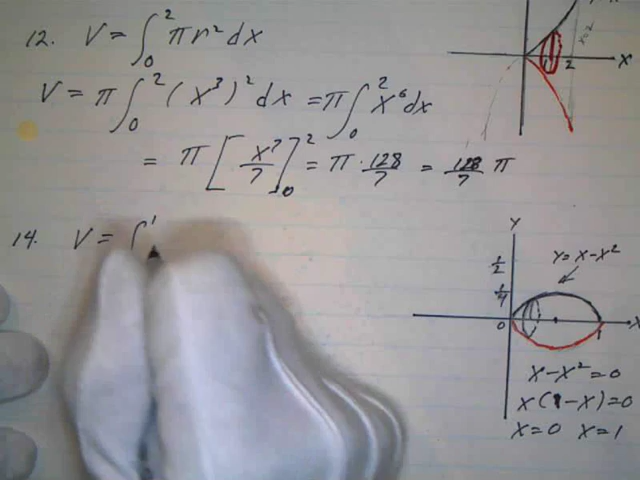 12. V = ∫₀² πr² dx
V = π ∫₀² (x³)² dx = π ∫₀² x⁶ dx
= π [x⁷/7]₀² = π · 128/7 = 128/7 π
x=2
2 X
14. V = ∫ ¹
Y
1/2
1/4
Y = X - X²
0 1 X
X - X² = 0
X(1 - X) = 0
X = 0 X = 1